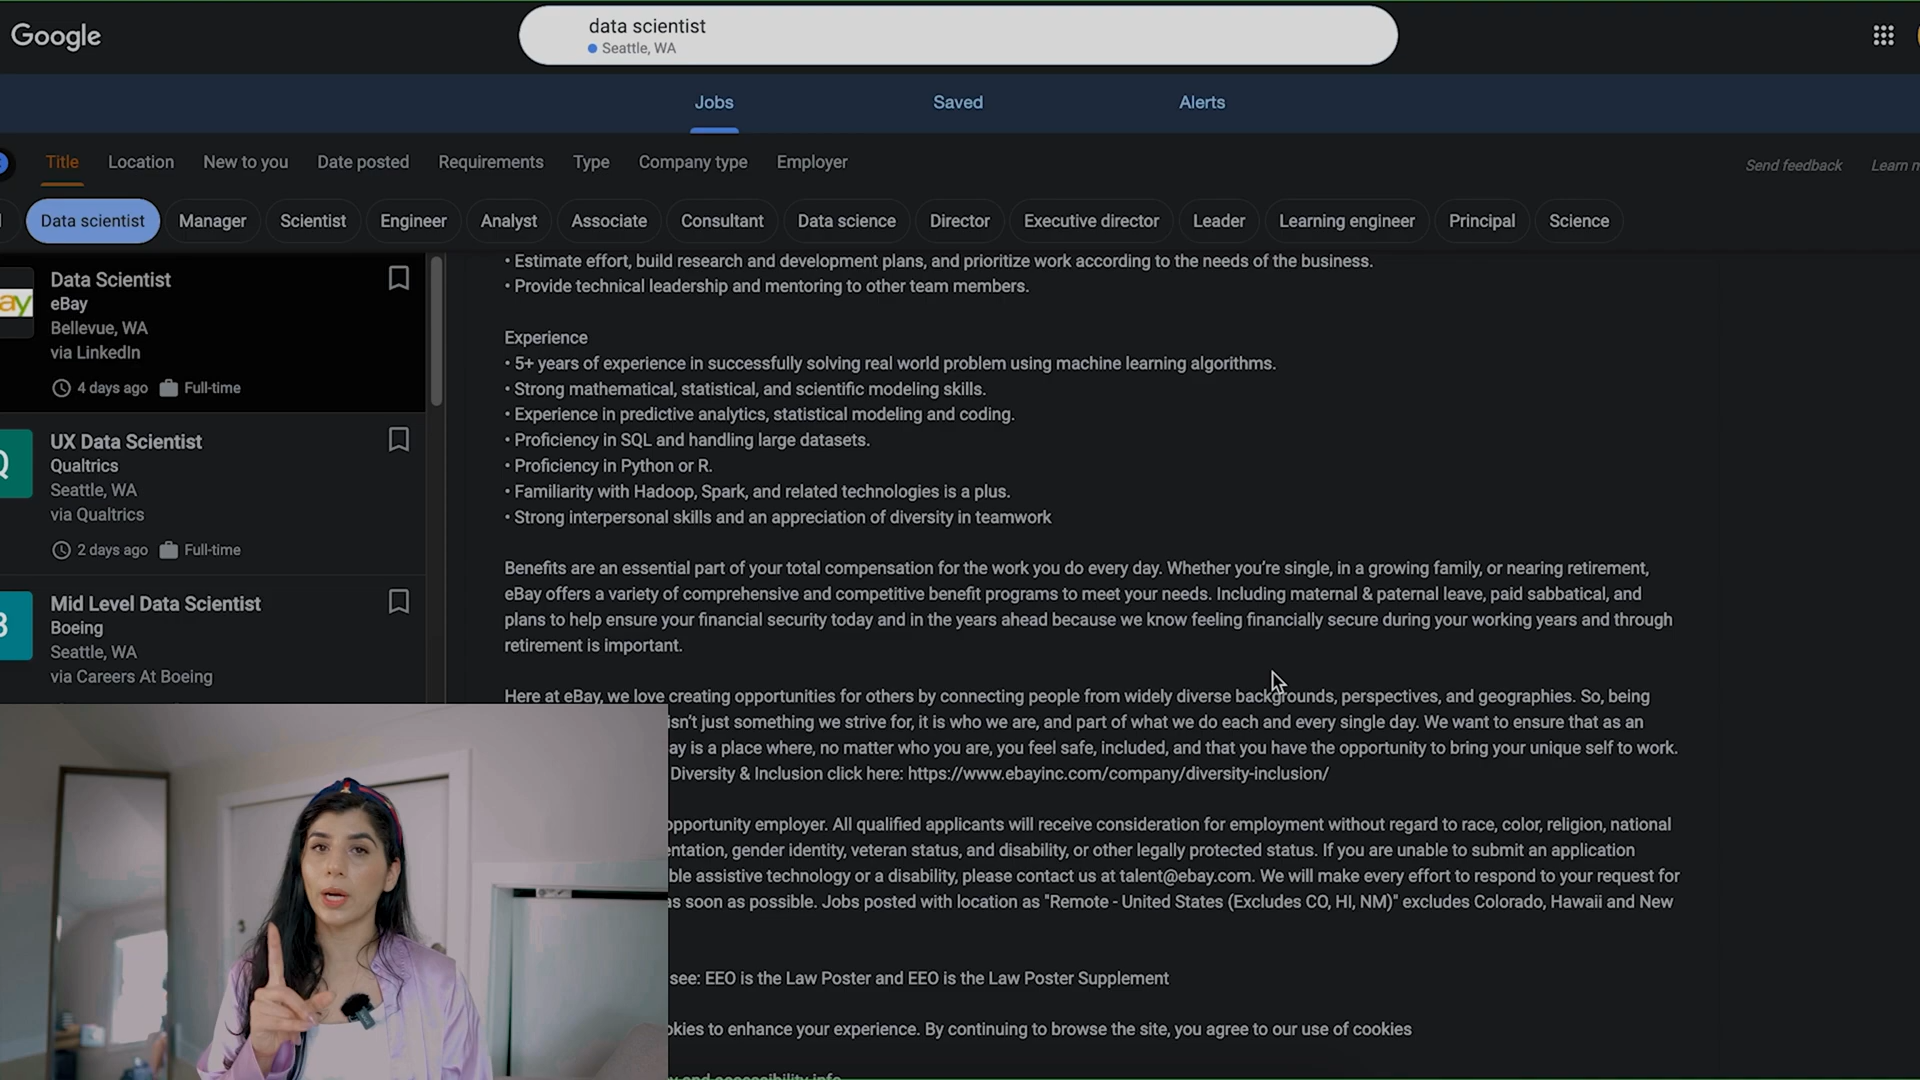 Google
data scientist
Seattle, WA
Jobs
Saved
Alerts
Title
Location
New to you
Date posted
Requirements
Type
Company type
Employer
Send feedback
Learn
Data scientist
Manager
Scientist
Engineer
Analyst
Associate
Consultant
Data science
Director
Executive director
Leader
Learning engineer
Principal
Science
Data Scientist
eBay
Bellevue, WA
via LinkedIn
4 days ago
Full-time
Q
UX Data Scientist
Qualtrics
Seattle, WA
via Qualtrics
2 days ago
Full-time
B
Mid Level Data Scientist
Boeing
Seattle, WA
via Careers At Boeing
• Estimate effort, build research and development plans, and prioritize work according to the needs of the business.
• Provide technical leadership and mentoring to other team members.
Experience
• 5+ years of experience in successfully solving real world problem using machine learning algorithms.
• Strong mathematical, statistical, and scientific modeling skills.
• Experience in predictive analytics, statistical modeling and coding.
• Proficiency in SQL and handling large datasets.
• Proficiency in Python or R.
• Familiarity with Hadoop, Spark, and related technologies is a plus.
• Strong interpersonal skills and an appreciation of diversity in teamwork
Benefits are an essential part of your total compensation for the work you do every day. Whether you’re single, in a growing family, or nearing retirement,
eBay offers a variety of comprehensive and competitive benefit programs to meet your needs. Including maternal & paternal leave, paid sabbatical, and
plans to help ensure your financial security today and in the years ahead because we know feeling financially secure during your working years and through
retirement is important.
Here at eBay, we love creating opportunities for others by connecting people from widely diverse backgrounds, perspectives, and geographies. So, being
isn’t just something we strive for, it is who we are, and part of what we do each and every single day. We want to ensure that as an
ay is a place where, no matter who you are, you feel safe, included, and that you have the opportunity to bring your unique self to work.
Diversity & Inclusion click here: https://www.ebayinc.com/company/diversity-inclusion/
opportunity employer. All qualified applicants will receive consideration for employment without regard to race, color, religion, national
entation, gender identity, veteran status, and disability, or other legally protected status. If you are unable to submit an application
ble assistive technology or a disability, please contact us at talent@ebay.com. We will make every effort to respond to your request for
as soon as possible. Jobs posted with location as "Remote - United States (Excludes CO, HI, NM)" excludes Colorado, Hawaii and New
see: EEO is the Law Poster and EEO is the Law Poster Supplement
okies to enhance your experience. By continuing to browse the site, you agree to our use of cookies
and accessibility info